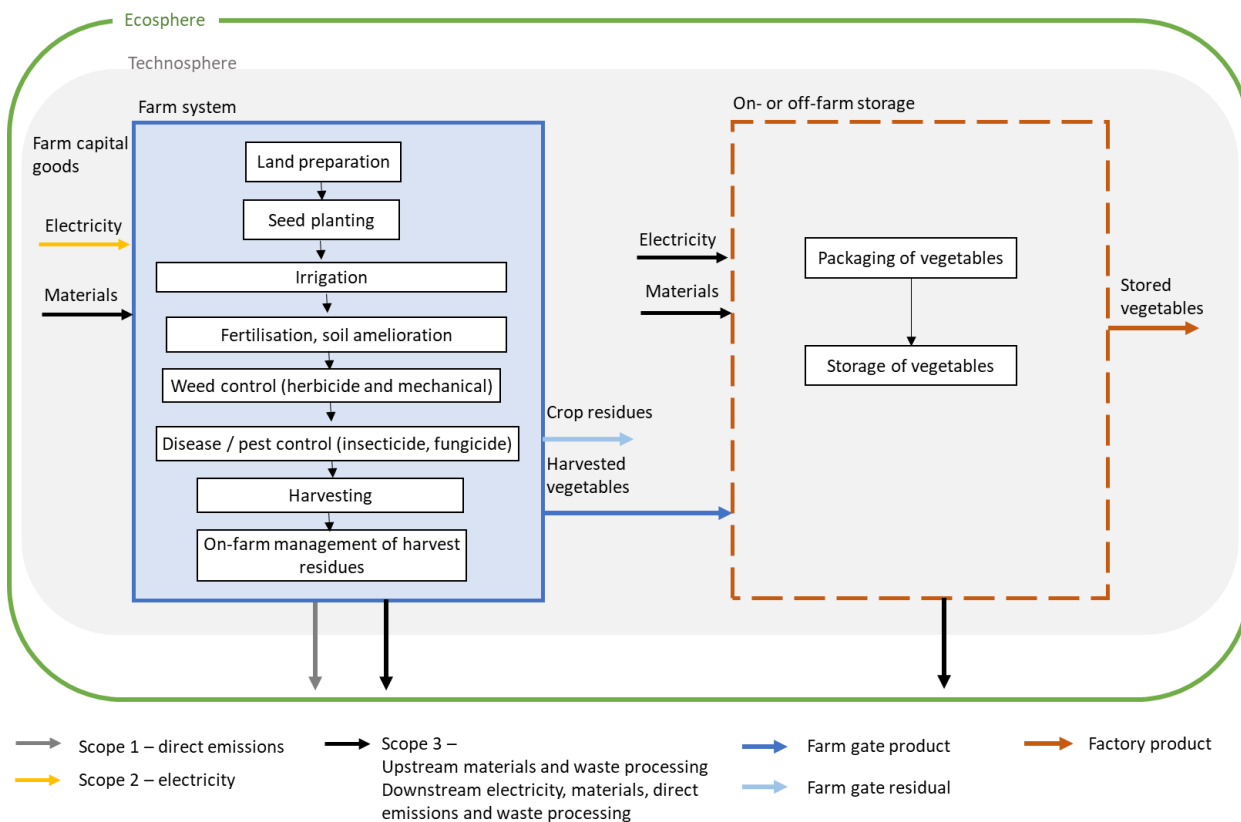 Ecosphere
Technosphere
Farm system
On- or off-farm storage
Farm capital
goods
Electricity
Materials
Land preparation
Seed planting
Irrigation
Fertilisation, soil amelioration
Weed control (herbicide and mechanical)
Disease / pest control (insecticide, fungicide)
Harvesting
On-farm management of harvest
residues
Crop residues
Harvested
vegetables
Electricity
Materials
Packaging of vegetables
Storage of vegetables
Stored
vegetables
Scope 1 – direct emissions
Scope 2 – electricity
Scope 3 –
Upstream materials and waste processing
Downstream electricity, materials, direct
emissions and waste processing
Farm gate product
Farm gate residual
Factory product